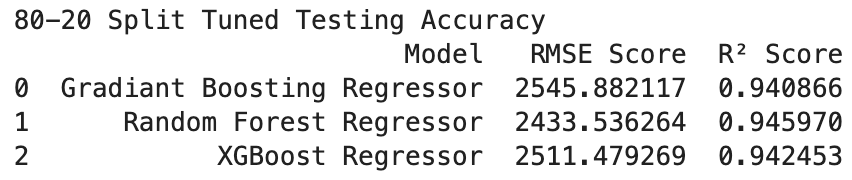 80-20 Split Tuned Testing Accuracy
Model RMSE Score R² Score
0 Gradiant Boosting Regressor 2545.882117 0.940866
1 Random Forest Regressor 2433.536264 0.945970
2 XGBoost Regressor 2511.479269 0.942453